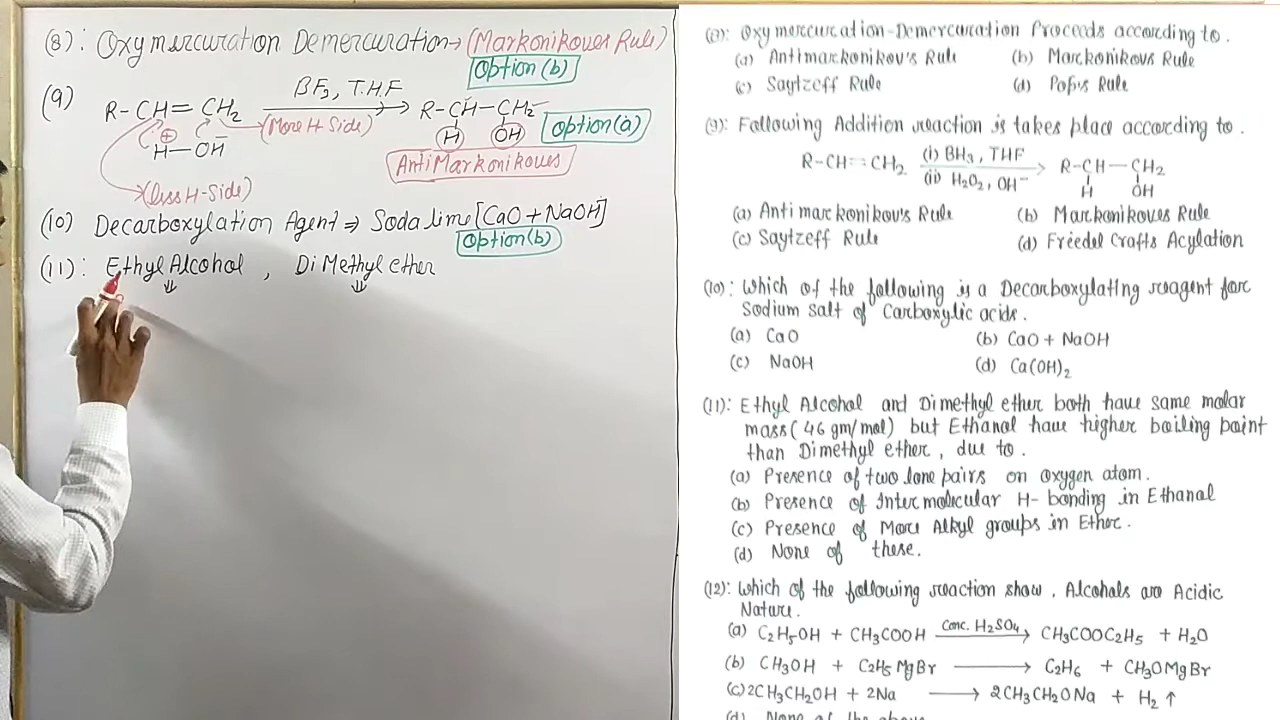 (8): Oxymercuration Demercuration → (Markonikoves Rule)
Option (b)
(9)
R-CH=CH2 BF3, T.H.F R-CH-CH2
H OH Option(a)
H-OH (More H-Side)
AntiMarkonikoves
(less H-Side)
(10) Decarboxylation Agent ⇒ Sodalime [CaO + NaOH]
Option(b)
(11): Ethyl Alcohol , DiMethyl ether
(8): Oxymercuration-Demercuration Proceeds according to.
(a) Antimarkonikov's Rule (b) Markonikovs Rule
(c) Saytzeff Rule (d) Pop's Rule
(9): Following Addition reaction is takes place according to.
R-CH=CH2 (i) BH3, THF R-CH-CH2
(ii) H2O2, OH- H OH
(a) Antimarkonikov's Rule (b) Markonikoves Rule
(c) Saytzeff Rule (d) Friedel Crafts Acylation
(10): Which of the following is a Decarboxylating reagent for
Sodium salt of Carboxylic acids.
(a) CaO (b) CaO + NaOH
(c) NaOH (d) Ca(OH)2
(11): Ethyl Alcohol and Dimethyl ether both have same molar
mass (46 gm/mol) but Ethanol have higher boiling point
than Dimethyl ether, due to.
(a) Presence of two lone pairs on oxygen atom.
(b) Presence of Intermolecular H-bonding in Ethanol
(c) Presence of More Alkyl groups in Ether.
(d) None of these.
(12): Which of the following reaction show, Alcohols are Acidic
Nature.
(a) C2H5OH + CH3COOH Conc. H2SO4 → CH3COOC2H5 + H2O
(b) CH3OH + C2H5MgBr → C2H6 + CH3OMgBr
(c) 2CH3CH2OH + 2Na → 2CH3CH2ONa + H2 ↑
(d) None of the above